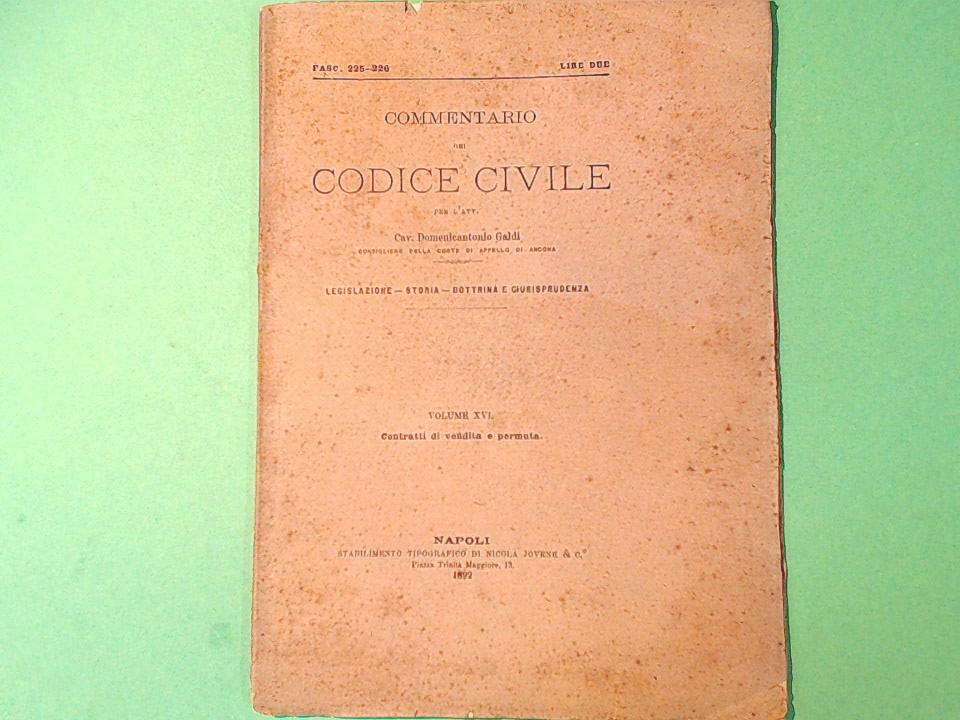 FASC. 225-226 LIRE DUE
COMMENTARIO
DEL
CODICE CIVILE
PER L'AVV.
Cav. Domenicantonio Galdi
CONSIGLIERE DELLA CORTE DI APPELLO DI ANCONA
LEGISLAZIONE — STORIA — DOTTRINA E GIURISPRUDENZA
VOLUME XVI.
Contratti di vendita e permuta.
NAPOLI
STABILIMENTO TIPOGRAFICO DI NICOLA JOVENE & C.º
Piazza Trinità Maggiore, 13.
1892